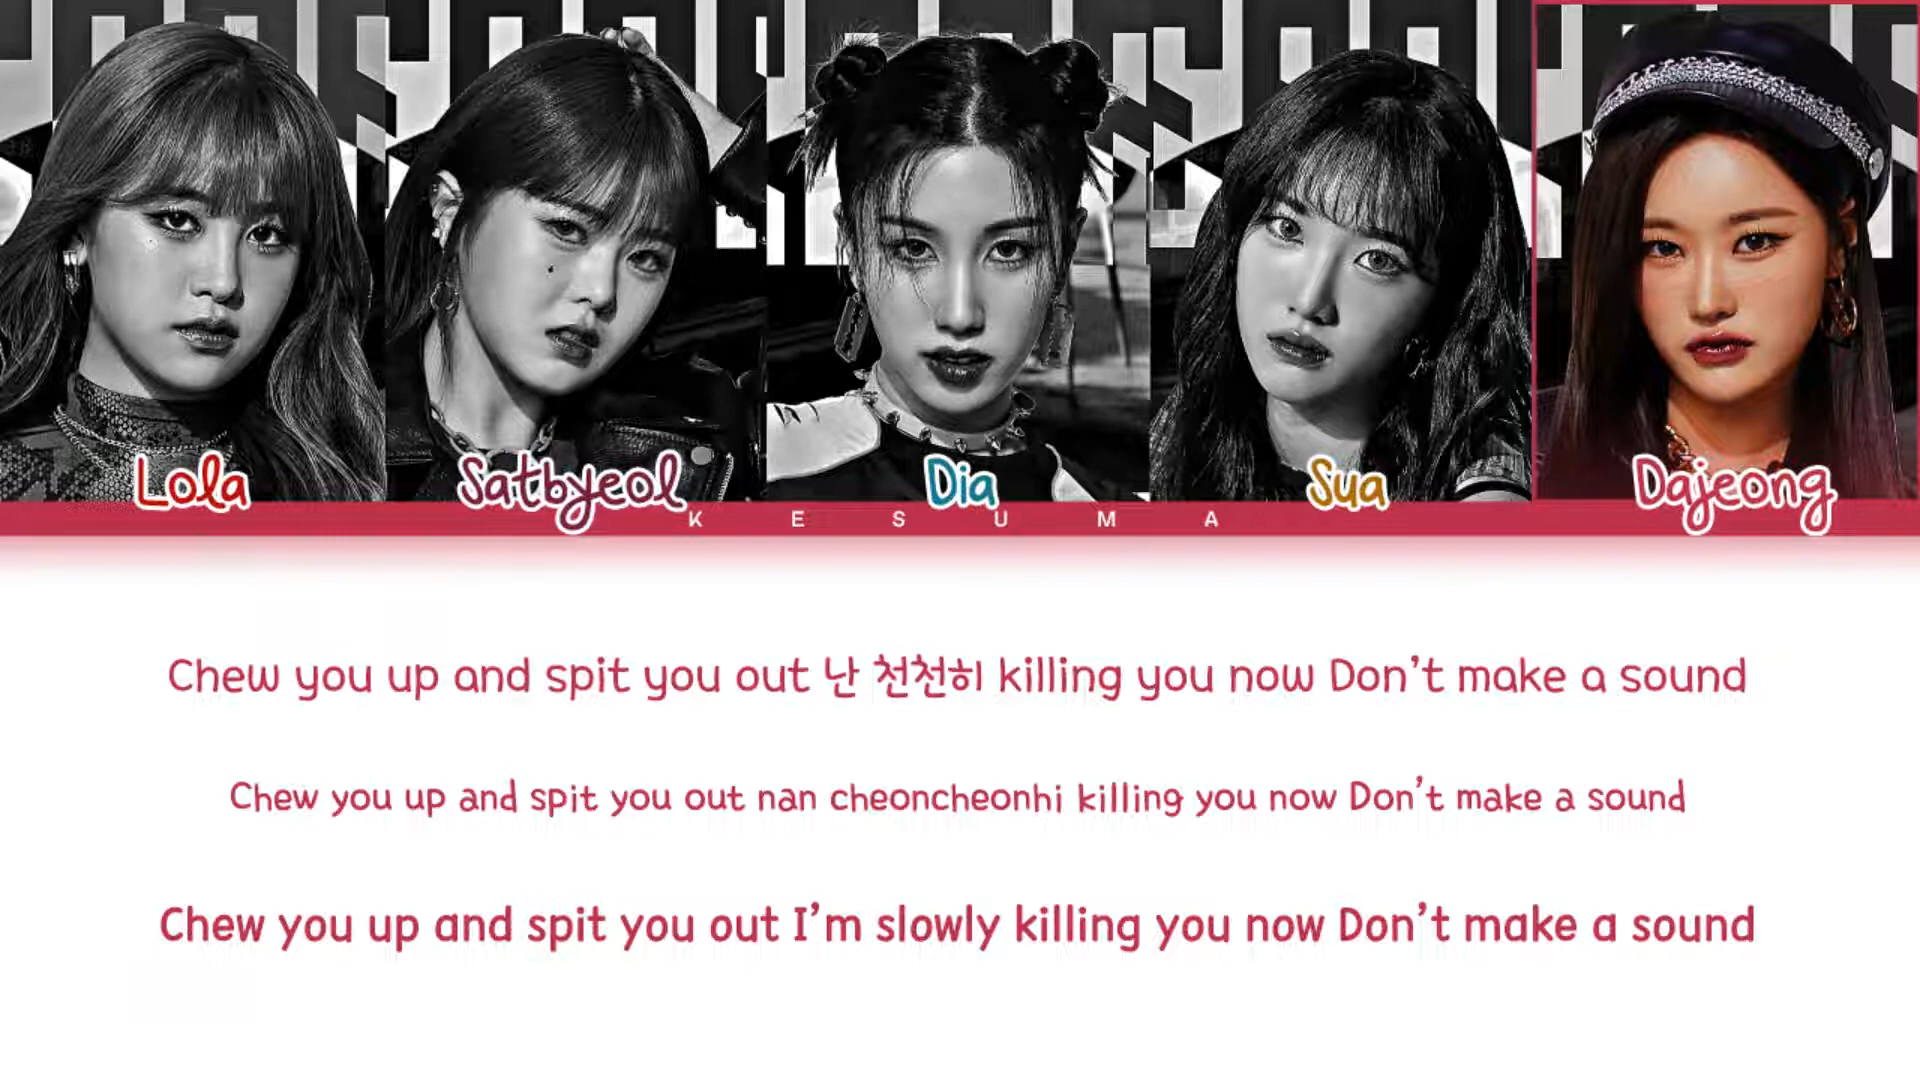 Lola
Satbyeol
Dia
Sua
Dajeong
KESUMA
Chew you up and spit you out 난 천천히 killing you now Don't make a sound
Chew you up and spit you out nan cheoncheonhi killing you now Don't make a sound
Chew you up and spit you out I'm slowly killing you now Don't make a sound